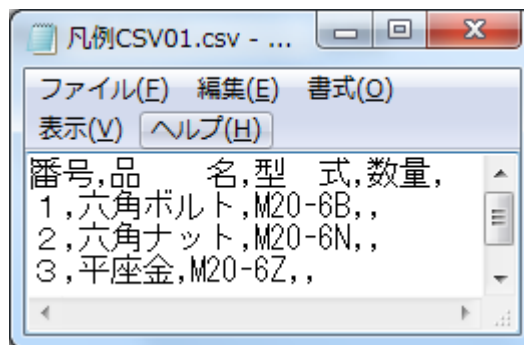 凡例CSV01.csv - ...
ファイル(F) 編集(E) 書式(O)
表示(V) ヘルプ(H)
番号,品　　名,型　式,数量,
１,六角ボルト,M20-6B,,
２,六角ナット,M20-6N,,
３,平座金,M20-6Z,,